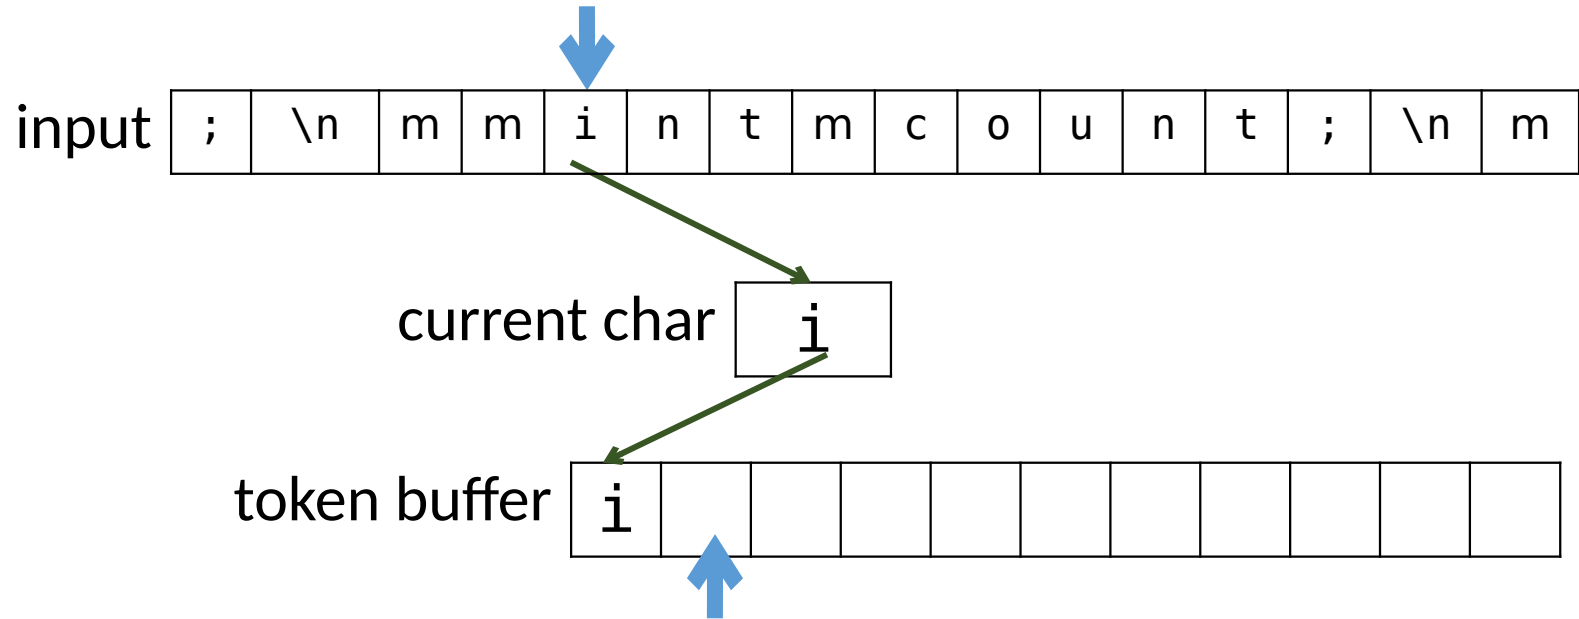 input ; \n m m i n t m c o u n t ; \n m
current char i
token buffer i